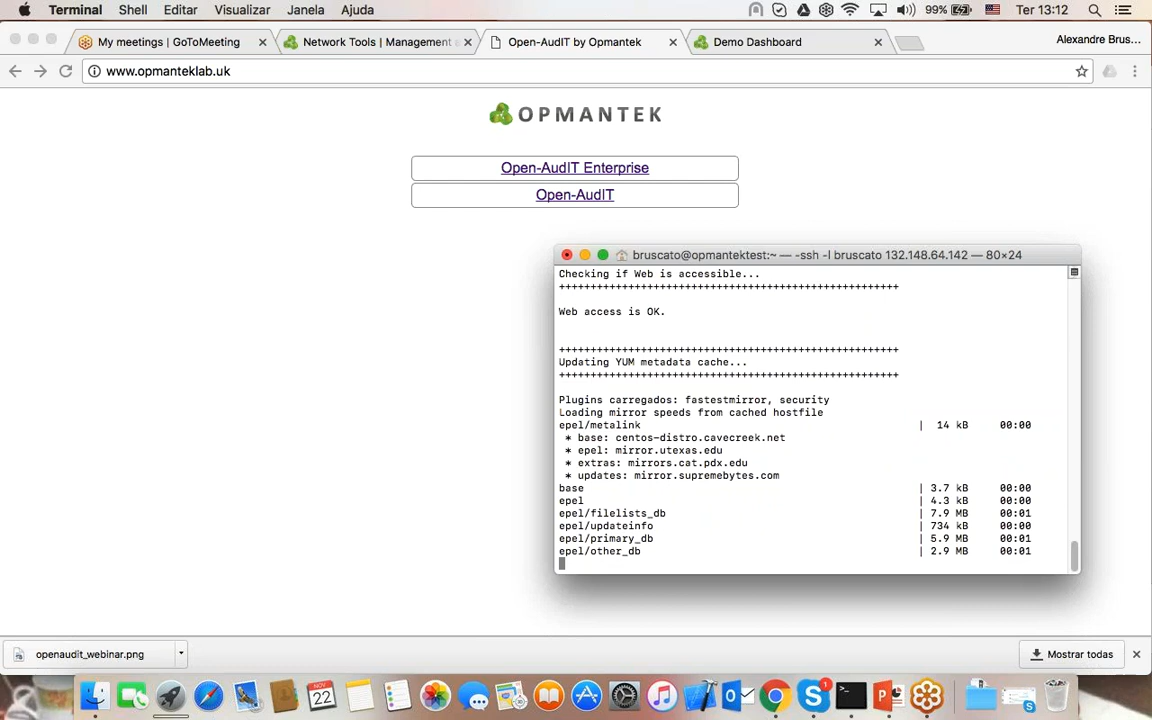 Terminal Shell Editar Visualizar Janela Ajuda 99% Ter 13:12
My meetings | GoToMeeting
Network Tools | Management
Open-AudIT by Opmantek
Demo Dashboard
Alexandre Brus...
www.opmanteklab.uk
OPMANTEK
Open-AudIT Enterprise
Open-AudIT
bruscato@opmantektest:~ — -ssh -l bruscato 132.148.64.142 — 80×24
Checking if Web is accessible...
++++++++++++++++++++++++++++++++++++++++++++++++++++++
Web access is OK.
++++++++++++++++++++++++++++++++++++++++++++++++++++++
Updating YUM metadata cache...
++++++++++++++++++++++++++++++++++++++++++++++++++++++
Plugins carregados: fastestmirror, security
Loading mirror speeds from cached hostfile
epel/metalink | 14 kB 00:00
* base: centos-distro.cavecreek.net
* epel: mirror.utexas.edu
* extras: mirrors.cat.pdx.edu
* updates: mirror.supremebytes.com
base | 3.7 kB 00:00
epel | 4.3 kB 00:00
epel/filelists_db | 7.9 MB 00:01
epel/updateinfo | 734 kB 00:00
epel/primary_db | 5.9 MB 00:01
epel/other_db | 2.9 MB 00:01
openaudit_webinar.png
Mostrar todas
NOV
22
1